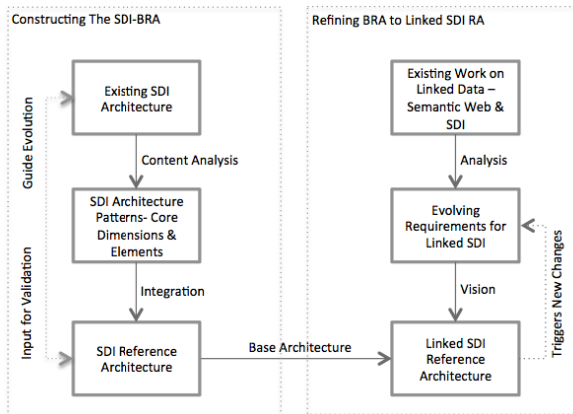 Constructing The SDI-BRA
Existing SDI
Architecture
Content Analysis
SDI Architecture
Patterns- Core
Dimensions &
Elements
Integration
SDI Reference
Architecture
Guide Evolution
Input for Validation
Base Architecture
Refining BRA to Linked SDI RA
Existing Work on
Linked Data –
Semantic Web &
SDI
Analysis
Evolving
Requirements for
Linked SDI
Vision
Linked SDI
Reference
Architecture
Triggers New Changes